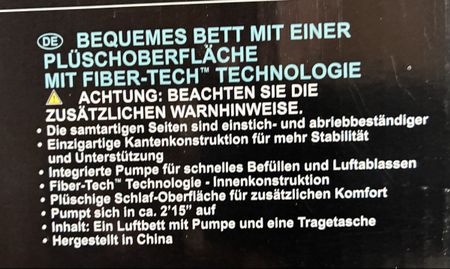 DE BEQUEMES BETT MIT EINER
PLÜSCHOBERFLÄCHE
MIT FIBER-TECH™ TECHNOLOGIE
ACHTUNG: BEACHTEN SIE DIE
ZUSÄTZLICHEN WARNHINWEISE.
• Die samtartigen Seiten sind einstich- und abriebbeständiger
• Einzigartige Kantenkonstruktion für mehr Stabilität
und Unterstützung
• Integrierte Pumpe für schnelles Befüllen und Luftablassen
• Fiber-Tech™ Technologie - Innenkonstruktion
• Plüschige Schlaf-Oberfläche für zusätzlichen Komfort
• Pumpt sich in ca. 2'15" auf
• Inhalt: Ein Luftbett mit Pumpe und eine Tragetasche
• Hergestellt in China